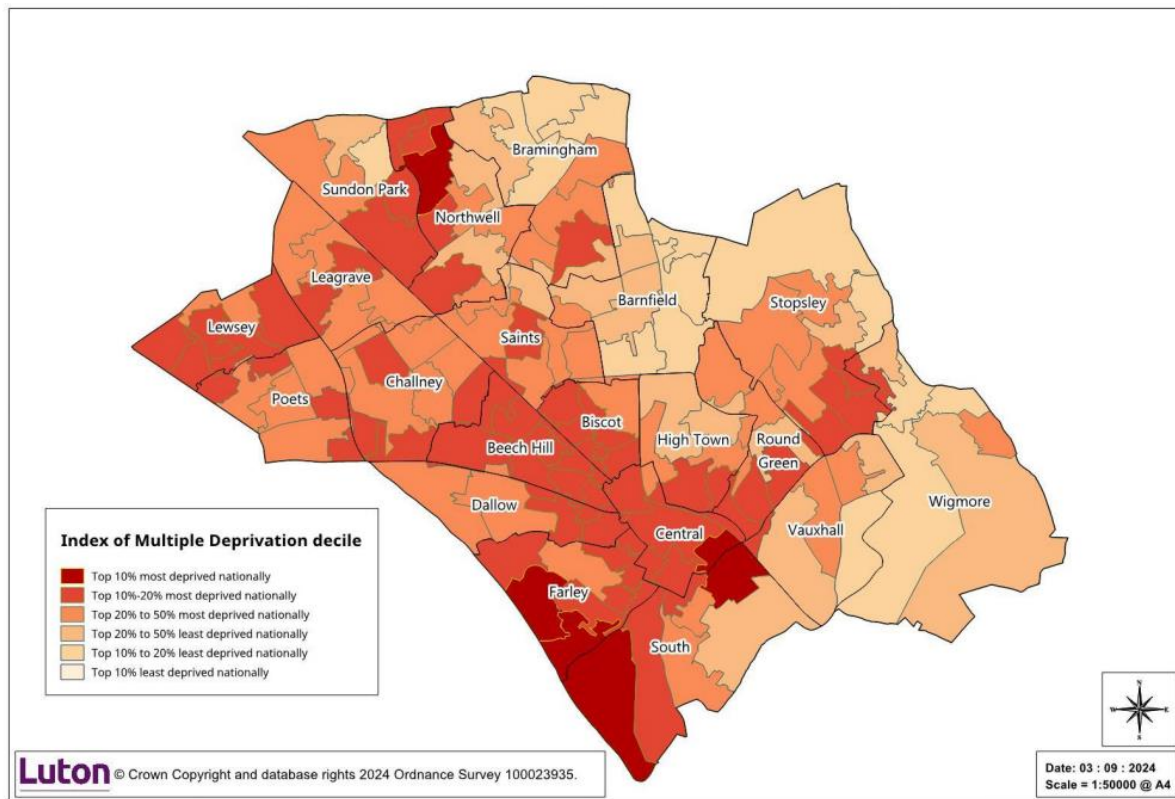 Bramingham
Sundon Park
Northwell
Leagrave
Barnfield
Stopsley
Lewsey
Saints
Challney
Poets
Biscot
High Town
Round
Green
Beech Hill
Dallow
Central
Vauxhall
Wigmore
Farley
South
Index of Multiple Deprivation decile
Top 10% most deprived nationally
Top 10%-20% most deprived nationally
Top 20% to 50% most deprived nationally
Top 20% to 50% least deprived nationally
Top 10% to 20% least deprived nationally
Top 10% least deprived nationally
N
W E
S
Luton © Crown Copyright and database rights 2024 Ordnance Survey 100023935.
Date: 03 : 09 : 2024
Scale = 1:50000 @ A4